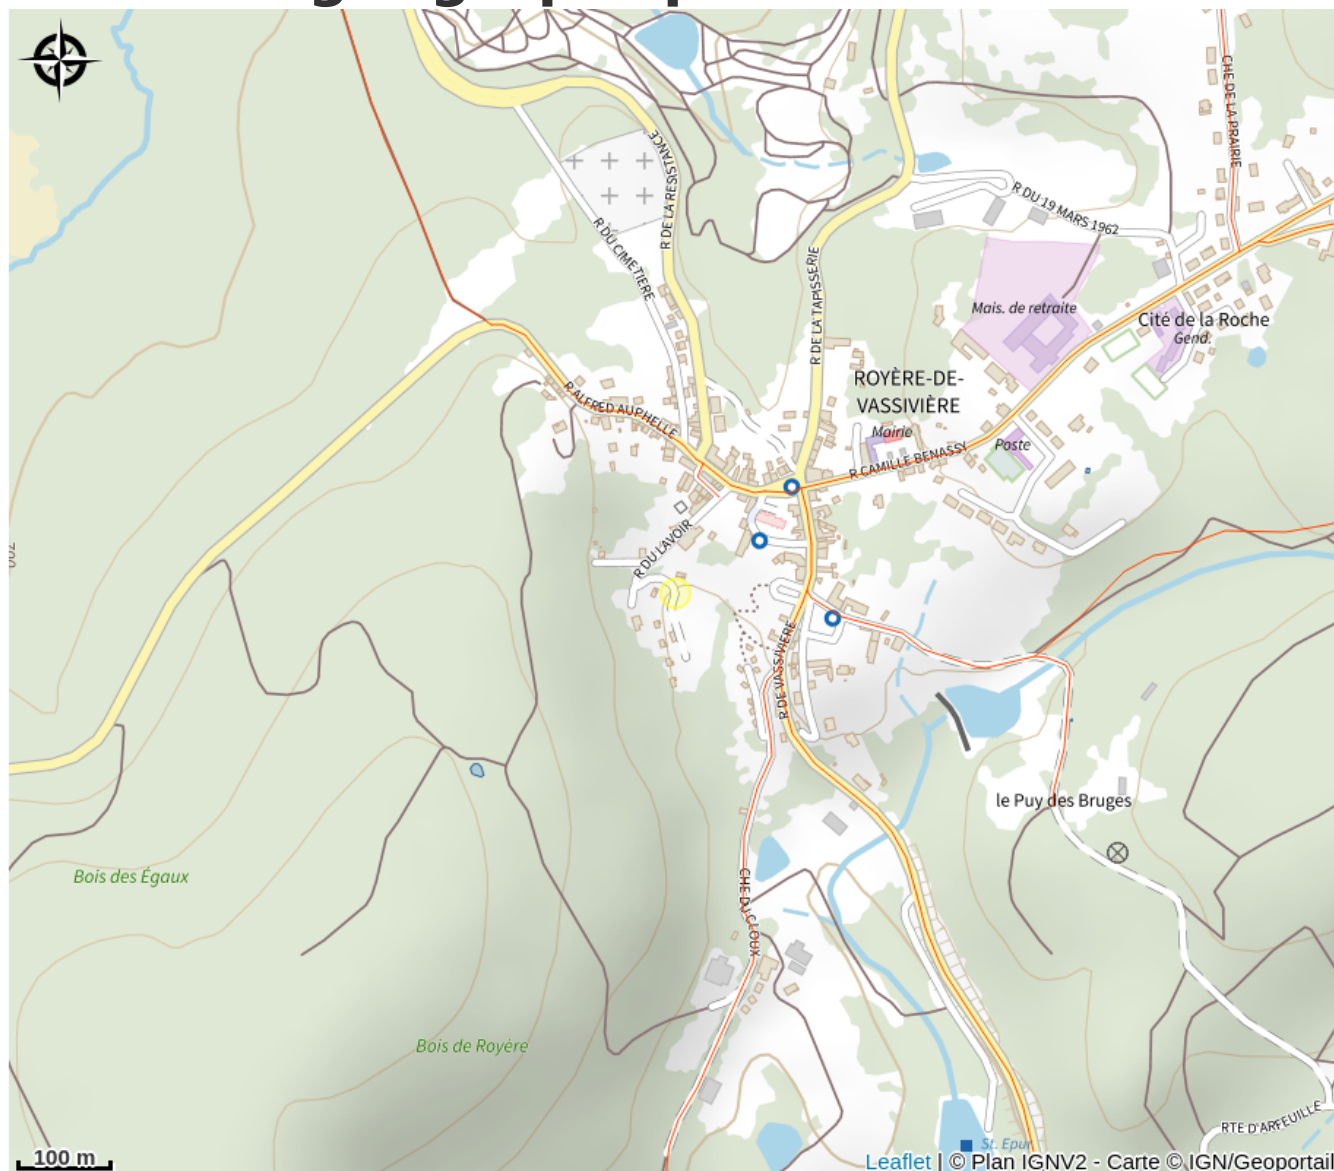 CHE DE LA PRAIRIE
R DE LA RESISTANCE
R DU 19 MARS 1962
R DU CIMETIERE
R DE LA TAPISSERIE
Mais. de retraite
Cité de la Roche
Gend.
ROYÈRE-DE-
VASSIVIÈRE
R ALFRED AUPHELLE
Mairie
Poste
R CAMILLE BENASSY
R DU LAVOIR
R DE VASSIVIÈRE
le Puy des Bruges
Bois des Égaux
CHE DU CLOUX
Bois de Royère
RTE D'ARFEUILLE
St. Epur
100 m
Leaflet | © Plan IGNV2 - Carte © IGN/Geoportail